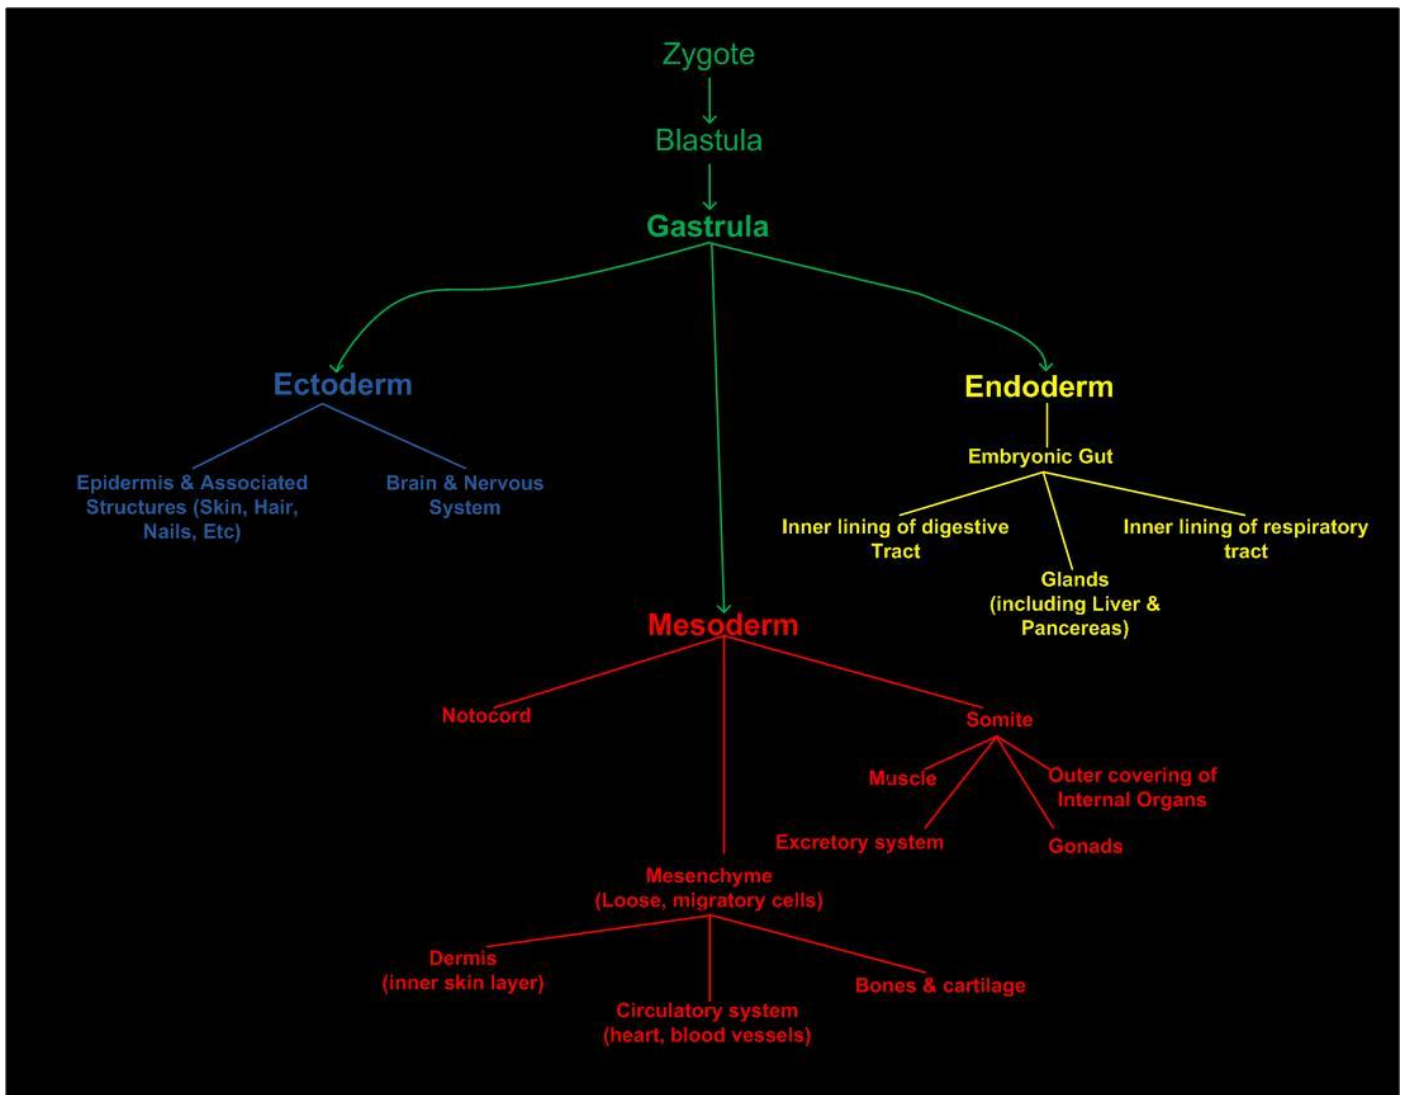 Zygote
Blastula
Gastrula
Ectoderm
Endoderm
Epidermis & Associated
Structures (Skin, Hair,
Nails, Etc)
Brain & Nervous
System
Embryonic Gut
Inner lining of digestive
Tract
Inner lining of respiratory
tract
Glands
(including Liver &
Pancereas)
Mesoderm
Notocord
Somite
Muscle
Outer covering of
Internal Organs
Excretory system
Gonads
Mesenchyme
(Loose, migratory cells)
Dermis
(inner skin layer)
Circulatory system
(heart, blood vessels)
Bones & cartilage